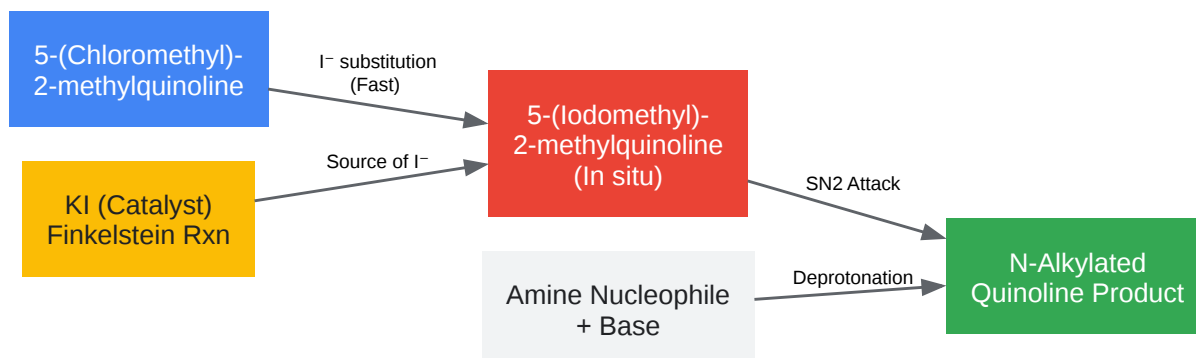 5-(Chloromethyl)-
2-methylquinoline
I⁻ substitution
(Fast)
5-(Iodomethyl)-
2-methylquinoline
(In situ)
Source of I⁻
KI (Catalyst)
Finkelstein Rxn
SN2 Attack
Amine Nucleophile
+ Base
Deprotonation
N-Alkylated
Quinoline Product